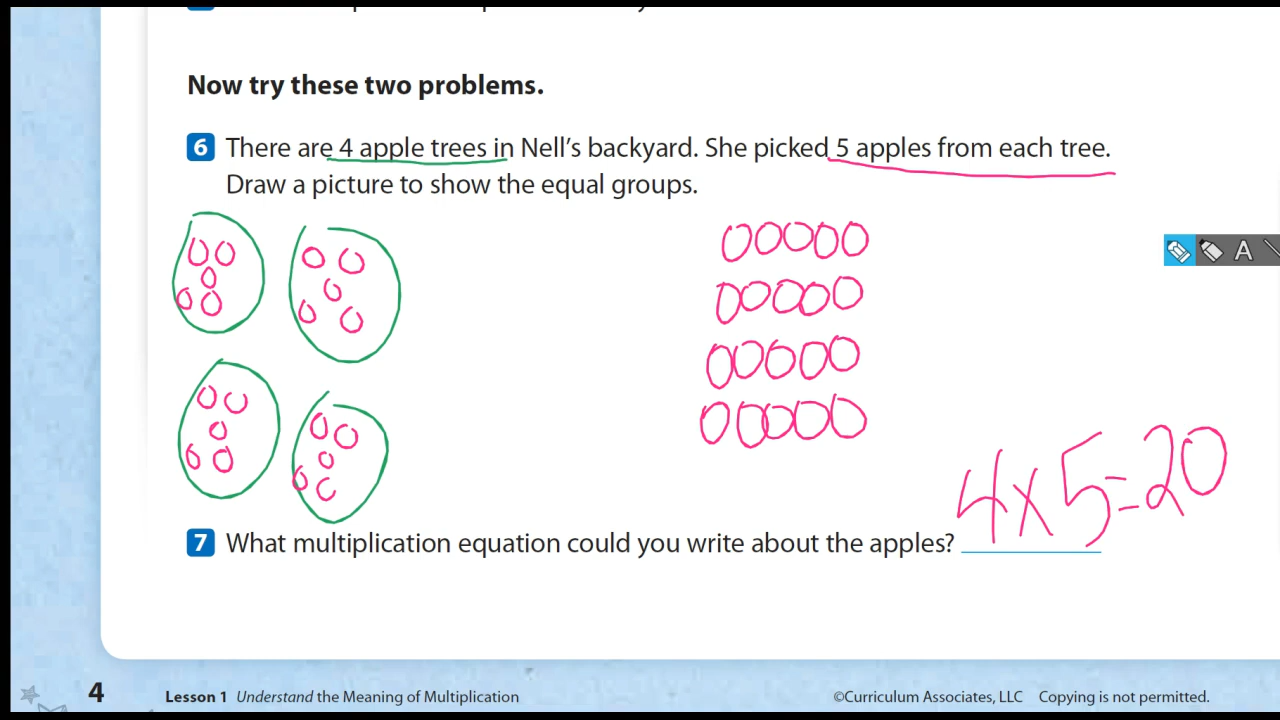 Now try these two problems.
6 There are 4 apple trees in Nell's backyard. She picked 5 apples from each tree.
Draw a picture to show the equal groups.
A
4 x 5 = 20
7 What multiplication equation could you write about the apples?
4 Lesson 1 Understand the Meaning of Multiplication ©Curriculum Associates, LLC Copying is not permitted.